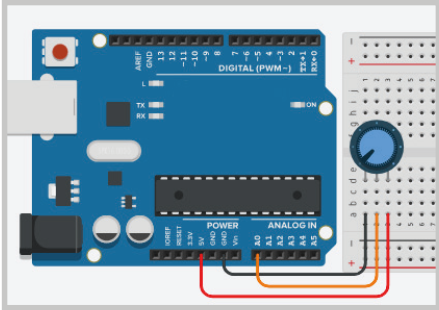 AREF
GND
13
12
~11
~10
~9
8
7
~6
~5
4
~3
2
TX→1
RX←0
DIGITAL (PWM~)
L
TX
RX
ON
POWER
ANALOG IN
IOREF
RESET
3.3V
5V
GND
GND
Vin
A0
A1
A2
A3
A4
A5
- +
j
i
h
g
e
d
c
b
a
- +
1